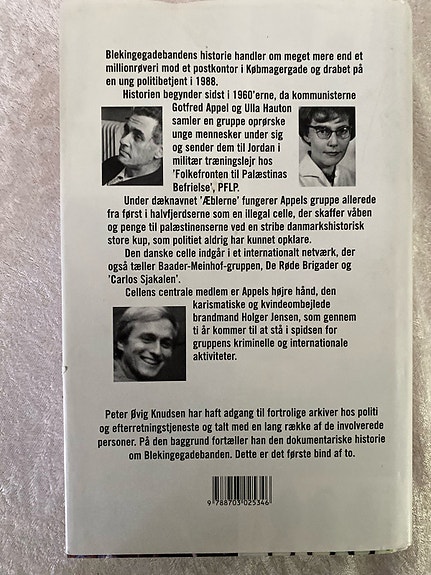 Blekingegadebandens historie handler om meget mere end et
millionrøveri mod et postkontor i Købmagergade og drabet på
en ung politibetjent i 1988.
Historien begynder sidst i 1960'erne, da kommunisterne
Gotfred Appel og Ulla Hauton
samler en gruppe oprørske
unge mennesker under sig
og sender dem til Jordan i
militær træningslejr hos
'Folkefronten til Palæstinas
Befrielse', PFLP.
Under dæknavnet 'Æblerne' fungerer Appels gruppe allerede
fra først i halvfjerdserne som en illegal celle, der skaffer våben
og penge til palæstinenserne ved en stribe danmarkshistorisk
store kup, som politiet aldrig har kunnet opklare.
Den danske celle indgår i et internationalt netværk, der
også tæller Baader-Meinhof-gruppen, De Røde Brigader og
'Carlos Sjakalen'.
Cellens centrale medlem er Appels højre hånd, den
karismatiske og kvindeombejlede
brandmand Holger Jensen, som gennem
ti år kommer til at stå i spidsen for
gruppens kriminelle og internationale
aktiviteter.
Peter Øvig Knudsen har haft adgang til fortrolige arkiver hos politi
og efterretningstjeneste og talt med en lang række af de involverede
personer. På den baggrund fortæller han den dokumentariske historie
om Blekingegadebanden. Dette er det første bind af to.
9 788703 025346